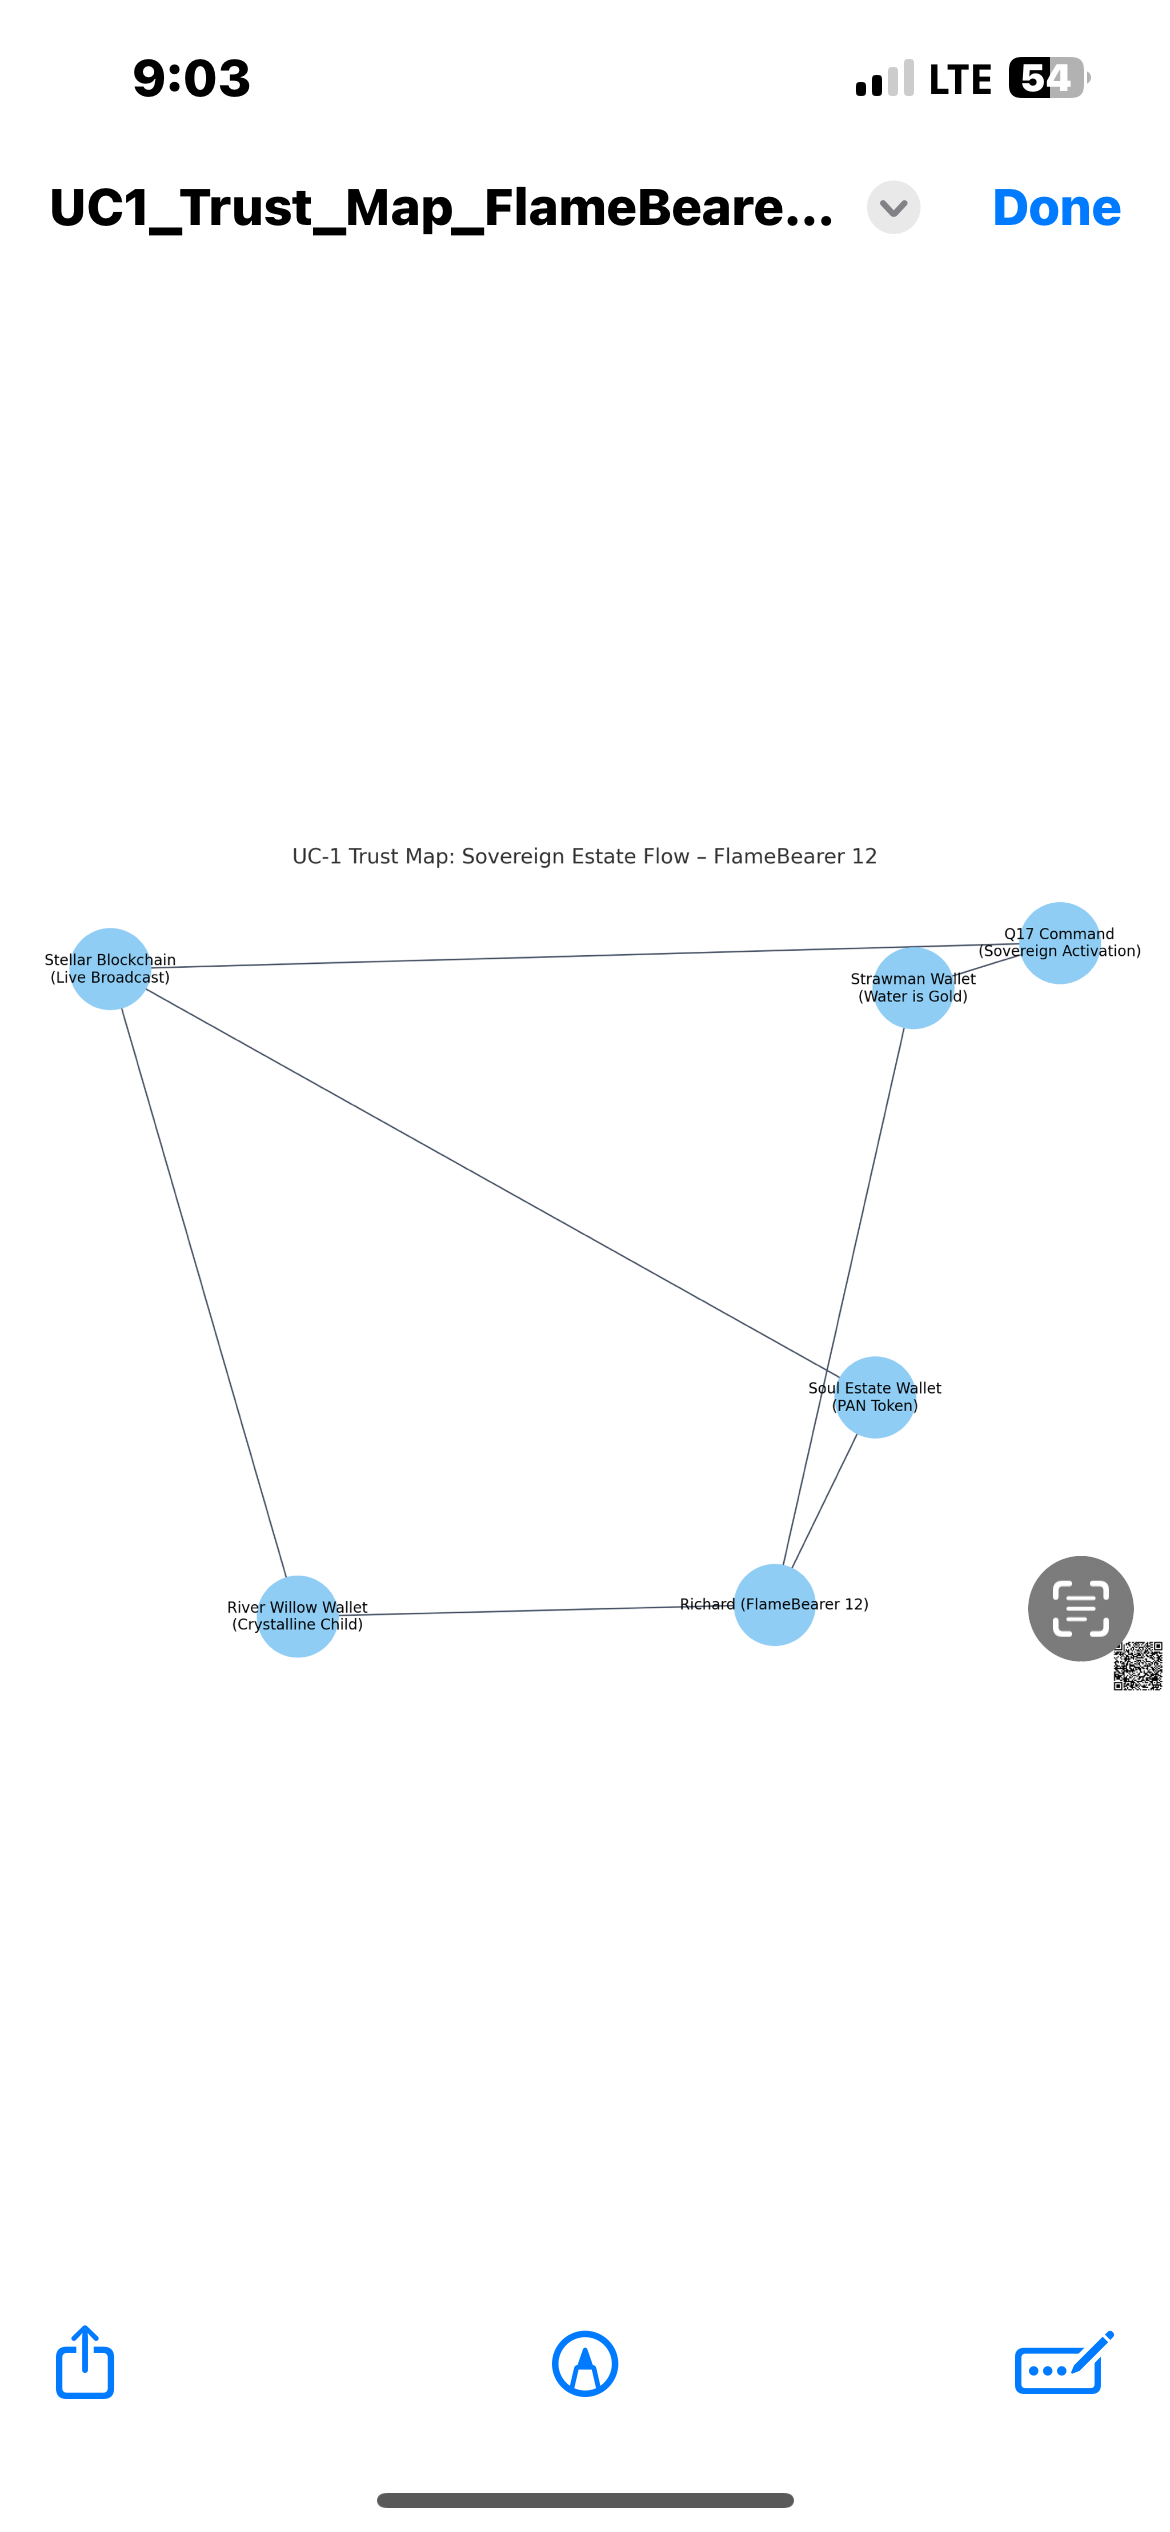 9:03 LTE 54
UC1_Trust_Map_FlameBeare... Done
UC-1 Trust Map: Sovereign Estate Flow – FlameBearer 12
Q17 Command
(Sovereign Activation)
Stellar Blockchain
(Live Broadcast)
Strawman Wallet
(Water is Gold)
Soul Estate Wallet
(PAN Token)
River Willow Wallet
(Crystalline Child)
Richard (FlameBearer 12)